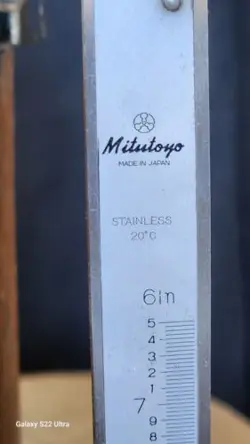 Mitutoyo
MADE IN JAPAN
STAINLESS
20°C
6in
5
4
3
2
1
7
9
8
Galaxy S22 Ultra